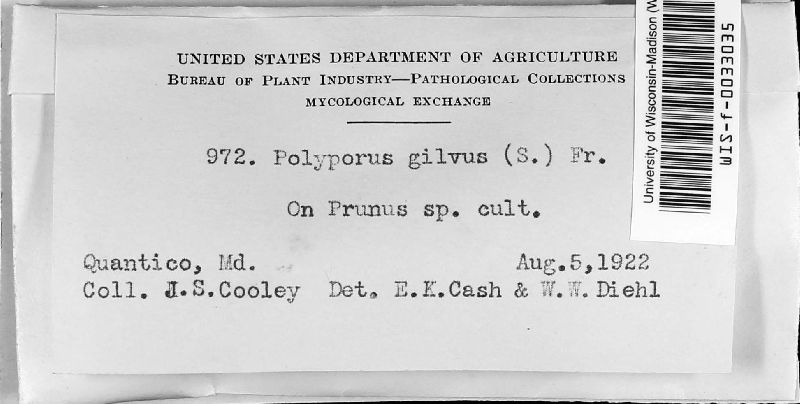 UNITED STATES DEPARTMENT OF AGRICULTURE
BUREAU OF PLANT INDUSTRY—PATHOLOGICAL COLLECTIONS
MYCOLOGICAL EXCHANGE
972. Polyporus gilvus (S.) Fr.
On Prunus sp. cult.
Quantico, Md. Aug.5,1922
Coll. J.S.Cooley Det. E.K.Cash & W.W.Diehl
University of Wisconsin-Madison (W
WIS-f-0033035